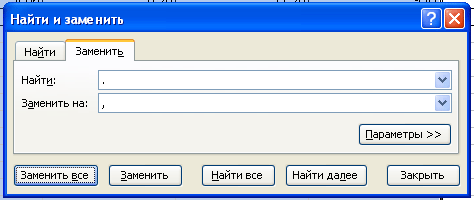 Найти и заменить
Найти Заменить
Найти: .
Заменить на: ,
Параметры >>
Заменить все Заменить Найти все Найти далее Закрыть